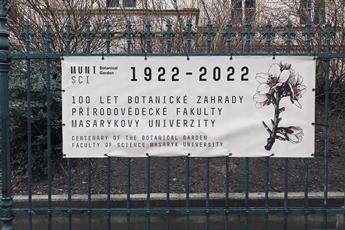 MUNI Botanical
SCI Garden
1922-2022
100 LET BOTANICKÉ ZAHRADY
PŘÍRODOVĚDECKÉ FAKULTY
MASARYKOVY UNIVERZITY
CENTENARY OF THE BOTANICAL GARDEN
FACULTY OF SCIENCE MASARYK UNIVERSITY